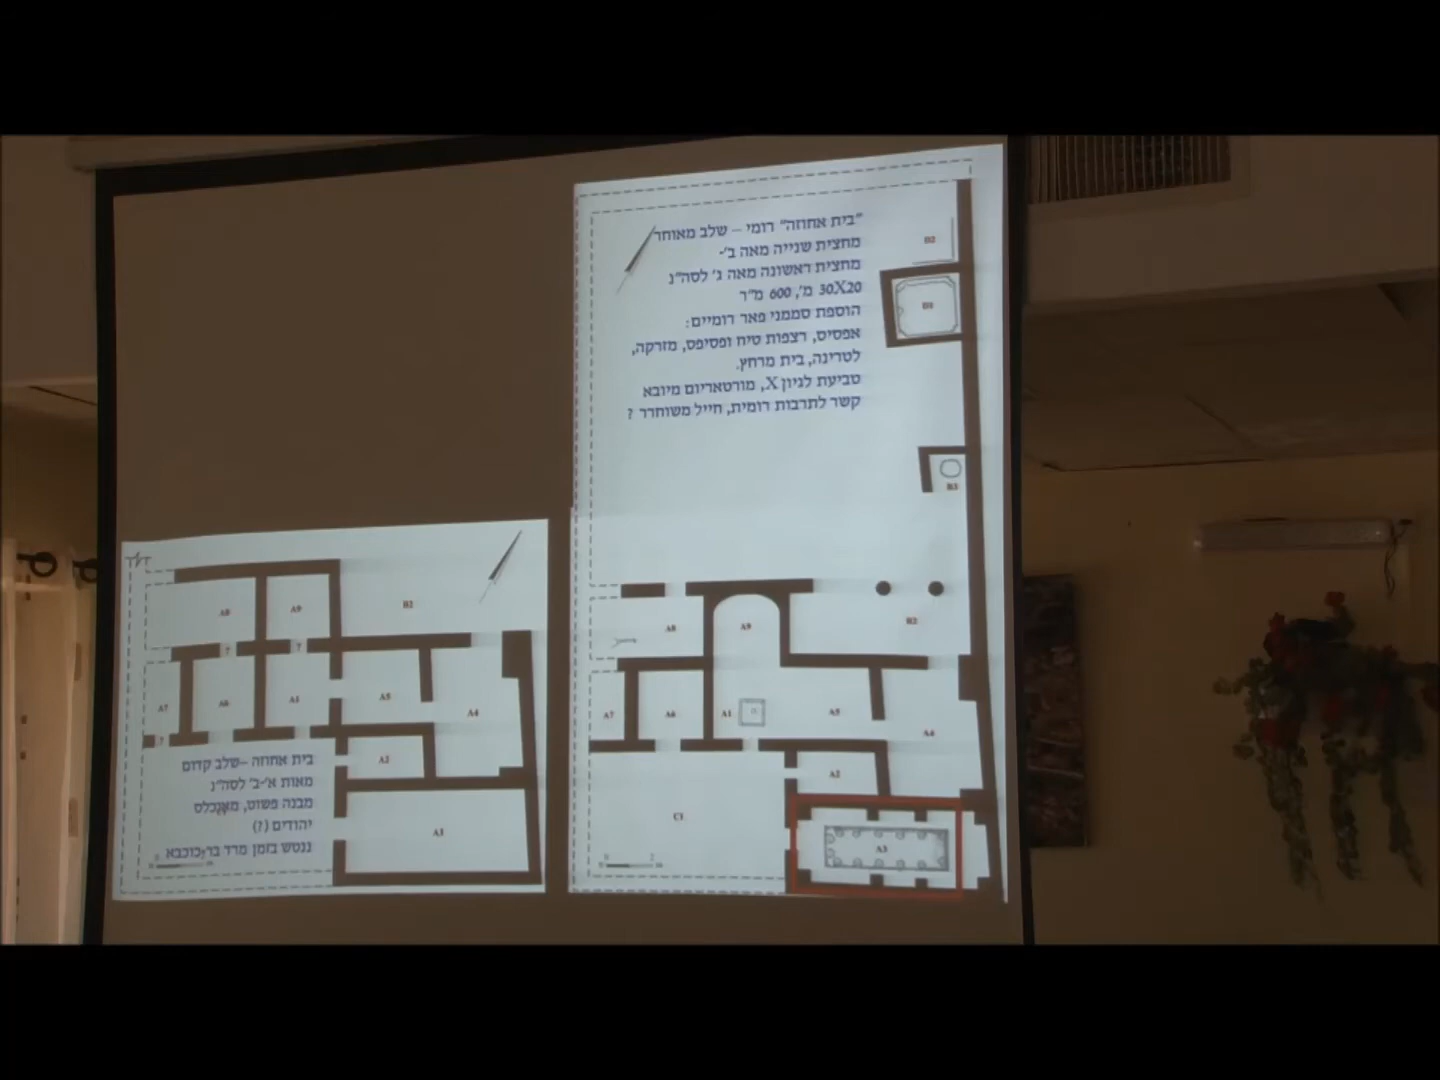 "בית אחוזה" רומי – שלב מאוחר
מחצית שנייה מאה ב'-
מחצית ראשונה מאה ג' לסה"נ
30X20 מ', 600 מ"ר
הוספת סממני פאר רומיים:
אפסיס, רצפות טיח ופסיפס, מזרקה,
לטרינה, בית מרחץ.
טביעת לגיון X, מורטאריום מיובא
קשר לתרבות רומית, חייל משוחרר ?
B2
B1
B3
A8
A9
B2
A7
A6
A1
A5
A4
A2
C1
A3
A8
A9
B2
?
?
A7
A6
A1
A5
A4
?
A2
A3
בית אחוזה –שלב קדום
מאות א'-ב' לסה"נ
מבנה פשוט, מאוכלס
יהודים (?)
ננטש בזמן מרד בר כוכבא